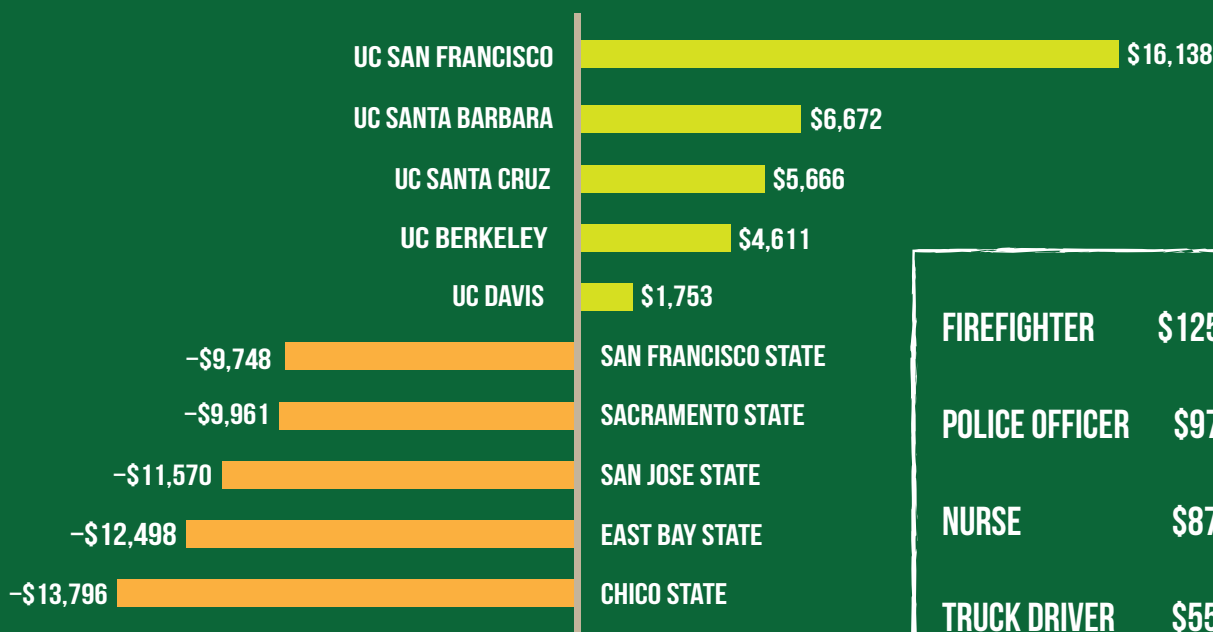 UC SAN FRANCISCO $16,138
UC SANTA BARBARA $6,672
UC SANTA CRUZ $5,666
UC BERKELEY $4,611
UC DAVIS $1,753
–$9,748 SAN FRANCISCO STATE
–$9,961 SACRAMENTO STATE
–$11,570 SAN JOSE STATE
–$12,498 EAST BAY STATE
–$13,796 CHICO STATE
FIREFIGHTER
POLICE OFFICER
NURSE
TRUCK DRIVER